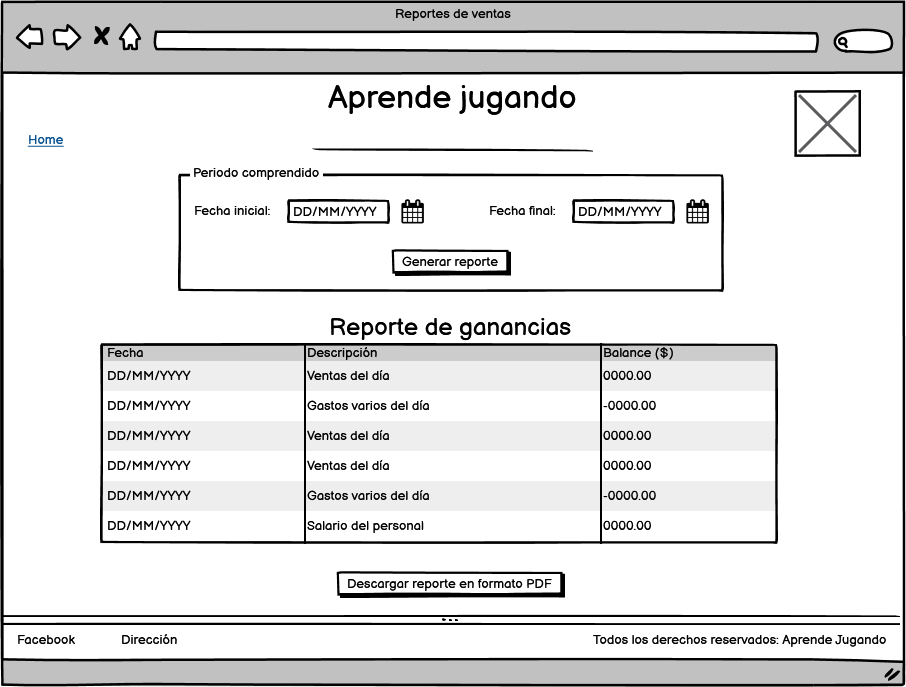 Reportes de ventas
Aprende jugando
Home
Periodo comprendido
Fecha inicial: DD/MM/YYYY Fecha final: DD/MM/YYYY
Generar reporte
Reporte de ganancias
Fecha Descripción Balance ($)
DD/MM/YYYY Ventas del día 0000.00
DD/MM/YYYY Gastos varios del día -0000.00
DD/MM/YYYY Ventas del día 0000.00
DD/MM/YYYY Ventas del día 0000.00
DD/MM/YYYY Gastos varios del día -0000.00
DD/MM/YYYY Salario del personal 0000.00
Descargar reporte en formato PDF
Facebook Dirección Todos los derechos reservados: Aprende Jugando